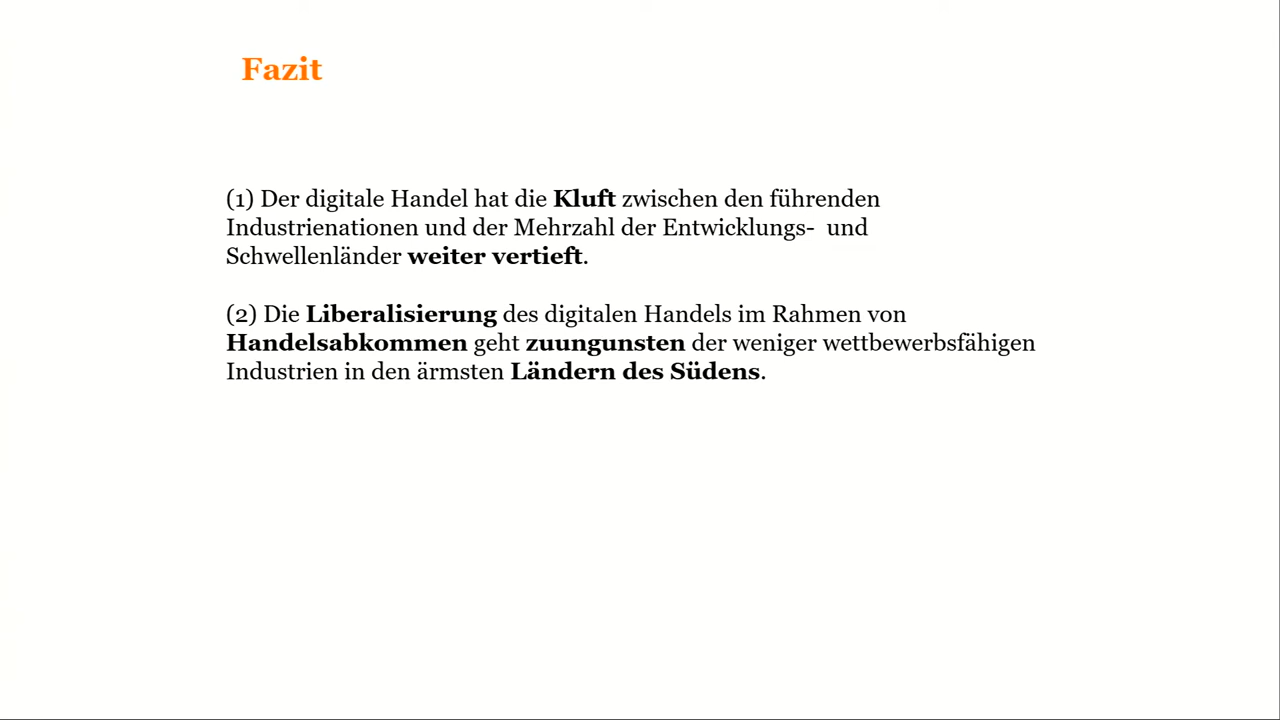 Fazit
(1) Der digitale Handel hat die Kluft zwischen den führenden
Industrienationen und der Mehrzahl der Entwicklungs-  und
Schwellenländer weiter vertieft.
(2) Die Liberalisierung des digitalen Handels im Rahmen von
Handelsabkommen geht zuungunsten der weniger wettbewerbsfähigen
Industrien in den ärmsten Ländern des Südens.